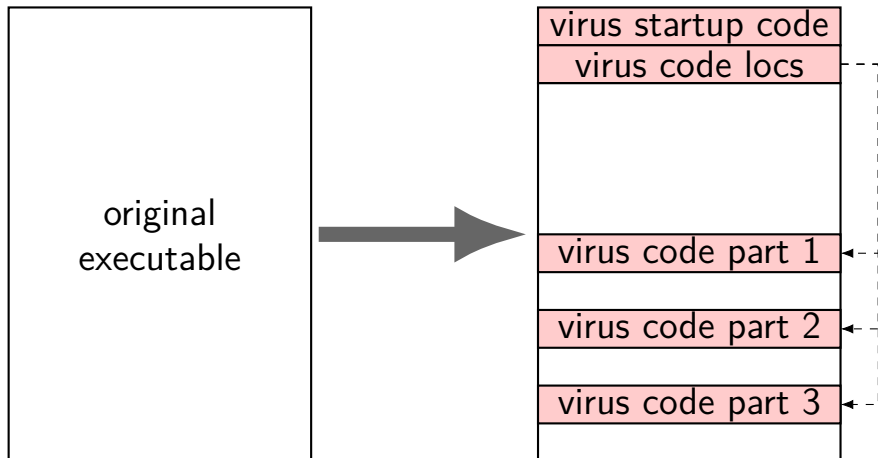 original
executable
virus startup code
virus code locs
virus code part 1
virus code part 2
virus code part 3